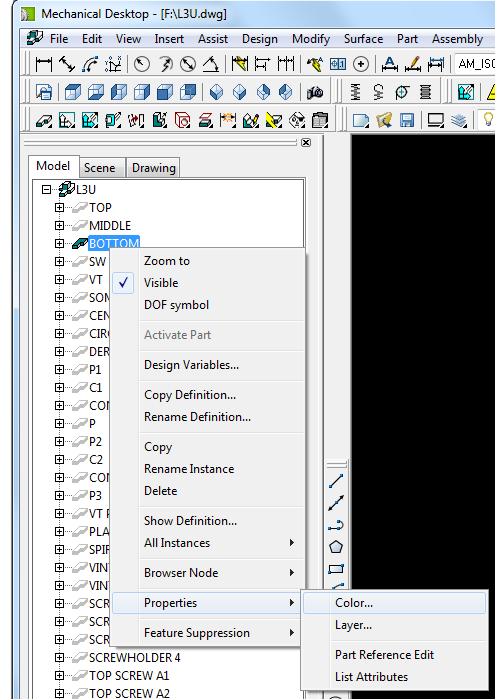 Mechanical Desktop - [F:\L3U.dwg]
File Edit View Insert Assist Design Modify Surface Part Assembly
AM_ISO
Model Scene Drawing
L3U
TOP
MIDDLE
BOTTOM
SW
Zoom to
VT
Visible
SOM
DOF symbol
CEN
CIR
Activate Part
DER
P1
Design Variables...
C1
Copy Definition...
CON
Rename Definition...
P
P2
Copy
C2
Rename Instance
CON
Delete
P3
VT P
Show Definition...
PLA
All Instances
SPIR
VIN
Browser Node
VIN
SCR
Properties
Color...
SCR
Layer...
SCR
Feature Suppression
SCREWHOLDER 4
Part Reference Edit
TOP SCREW A1
List Attributes
TOP SCREW A2